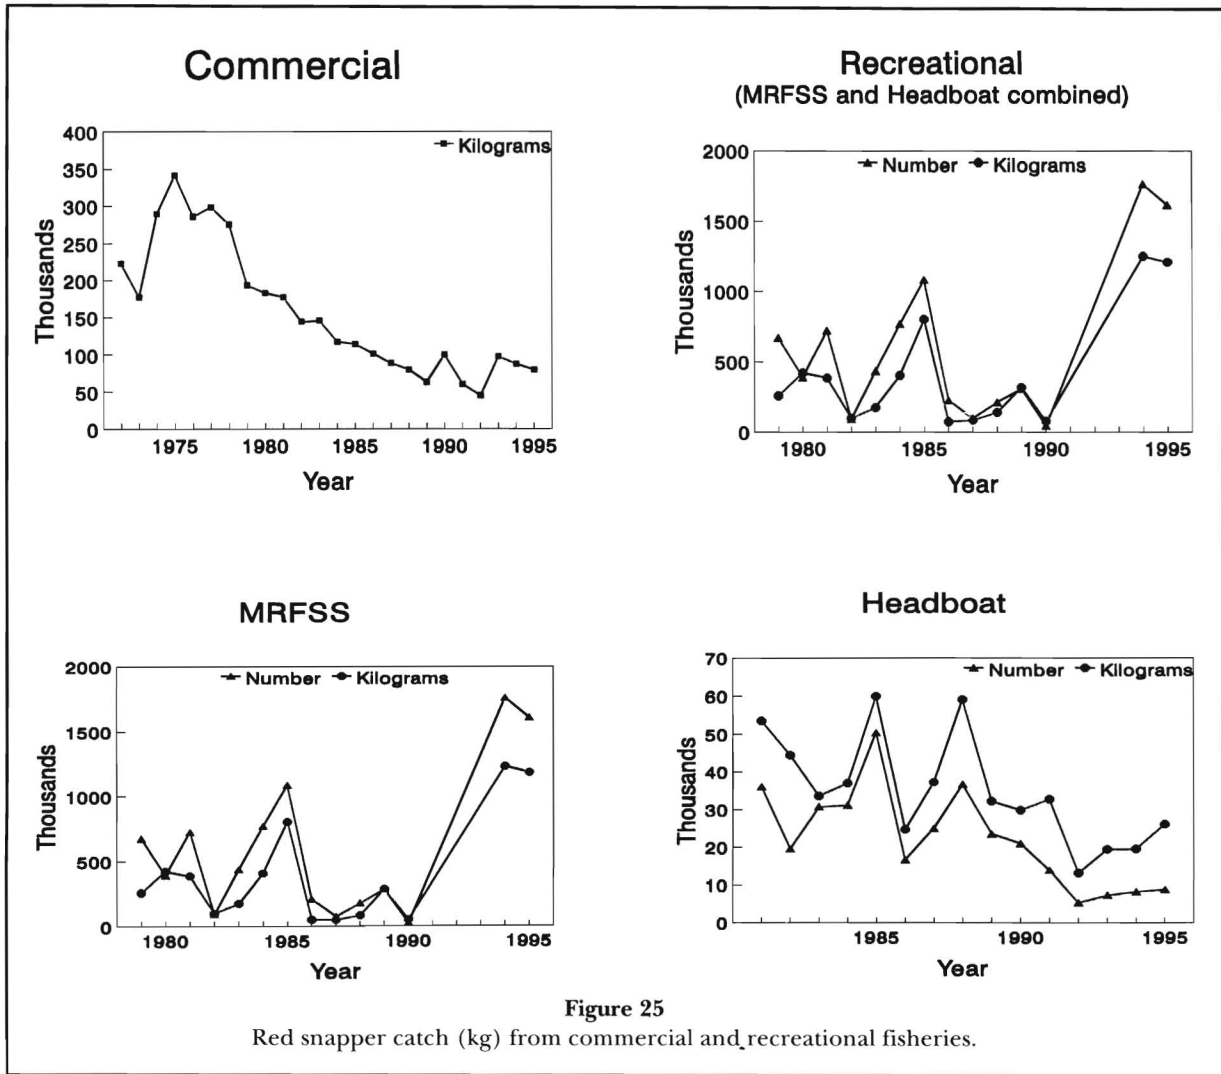 Commercial
400
350
300
250
200
150
100
50
0
Thousands
Kilograms
1975 1980 1985 1990 1995
Year
Recreational
(MRFSS and Headboat combined)
2000
1500
1000
500
0
Thousands
Number Kilograms
1980 1985 1990 1995
Year
MRFSS
2000
1500
1000
500
0
Thousands
Number Kilograms
1980 1985 1990 1995
Year
Headboat
70
60
50
40
30
20
10
0
Thousands
Number Kilograms
1985 1990 1995
Year
Figure 25
Red snapper catch (kg) from commercial and recreational fisheries.